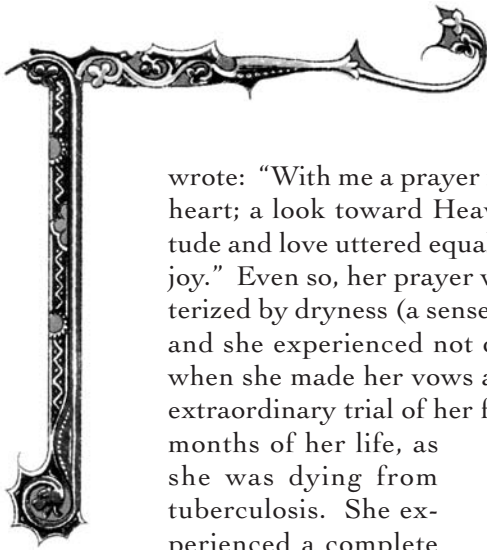 wrote: “With me a prayer
heart; a look toward Heav
tude and love uttered equal
joy.” Even so, her prayer w
terized by dryness (a sense
and she experienced not o
when she made her vows a
extraordinary trial of her f
months of her life, as
she was dying from
tuberculosis. She ex-
perienced a complete